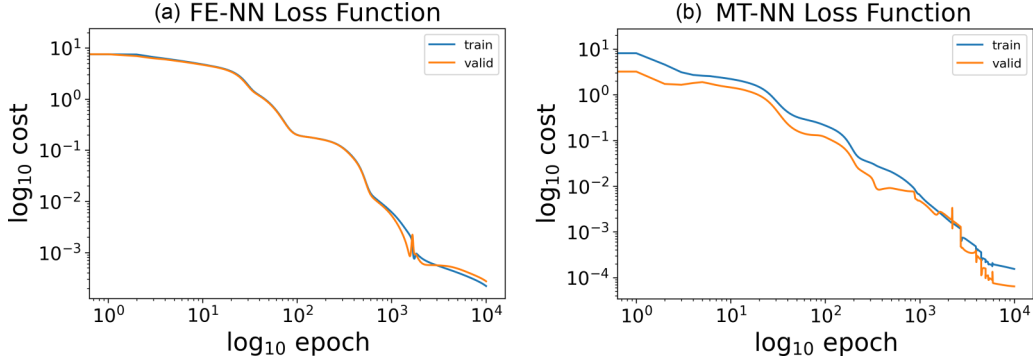 (a) FE-NN Loss Function
train
valid
10¹
10⁰
10⁻¹
10⁻²
10⁻³
log₁₀ cost
10⁰
10¹
10²
10³
10⁴
log₁₀ epoch
(b) MT-NN Loss Function
train
valid
10¹
10⁰
10⁻¹
10⁻²
10⁻³
10⁻⁴
log₁₀ cost
10⁰
10¹
10²
10³
10⁴
log₁₀ epoch